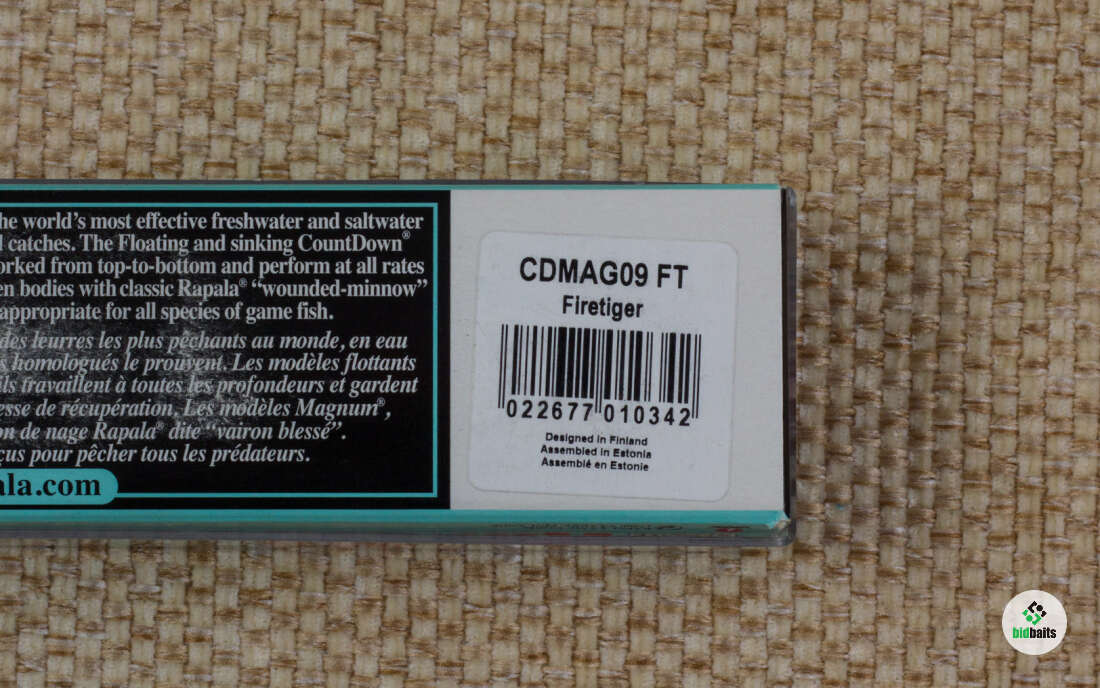 he world's most effective freshwater and saltwater
catches. The Floating and sinking CountDown®
orked from top-to-bottom and perform at all rates
en bodies with classic Rapala® “wounded-minnow”
appropriate for all species of game fish.
des leurres les plus pêchants au monde, en eau
s homologués le prouvent. Les modèles flottants
ils travaillent à toutes les profondeurs et gardent
esse de récupération. Les modèles Magnum®,
on de nage Rapala® dite “vairon blessé”.
çus pour pêcher tous les prédateurs.
ala.com
CDMAG09 FT
Firetiger
022677 010342
Designed in Finland
Assembled in Estonia
Assemblé en Estonie
bidbaits